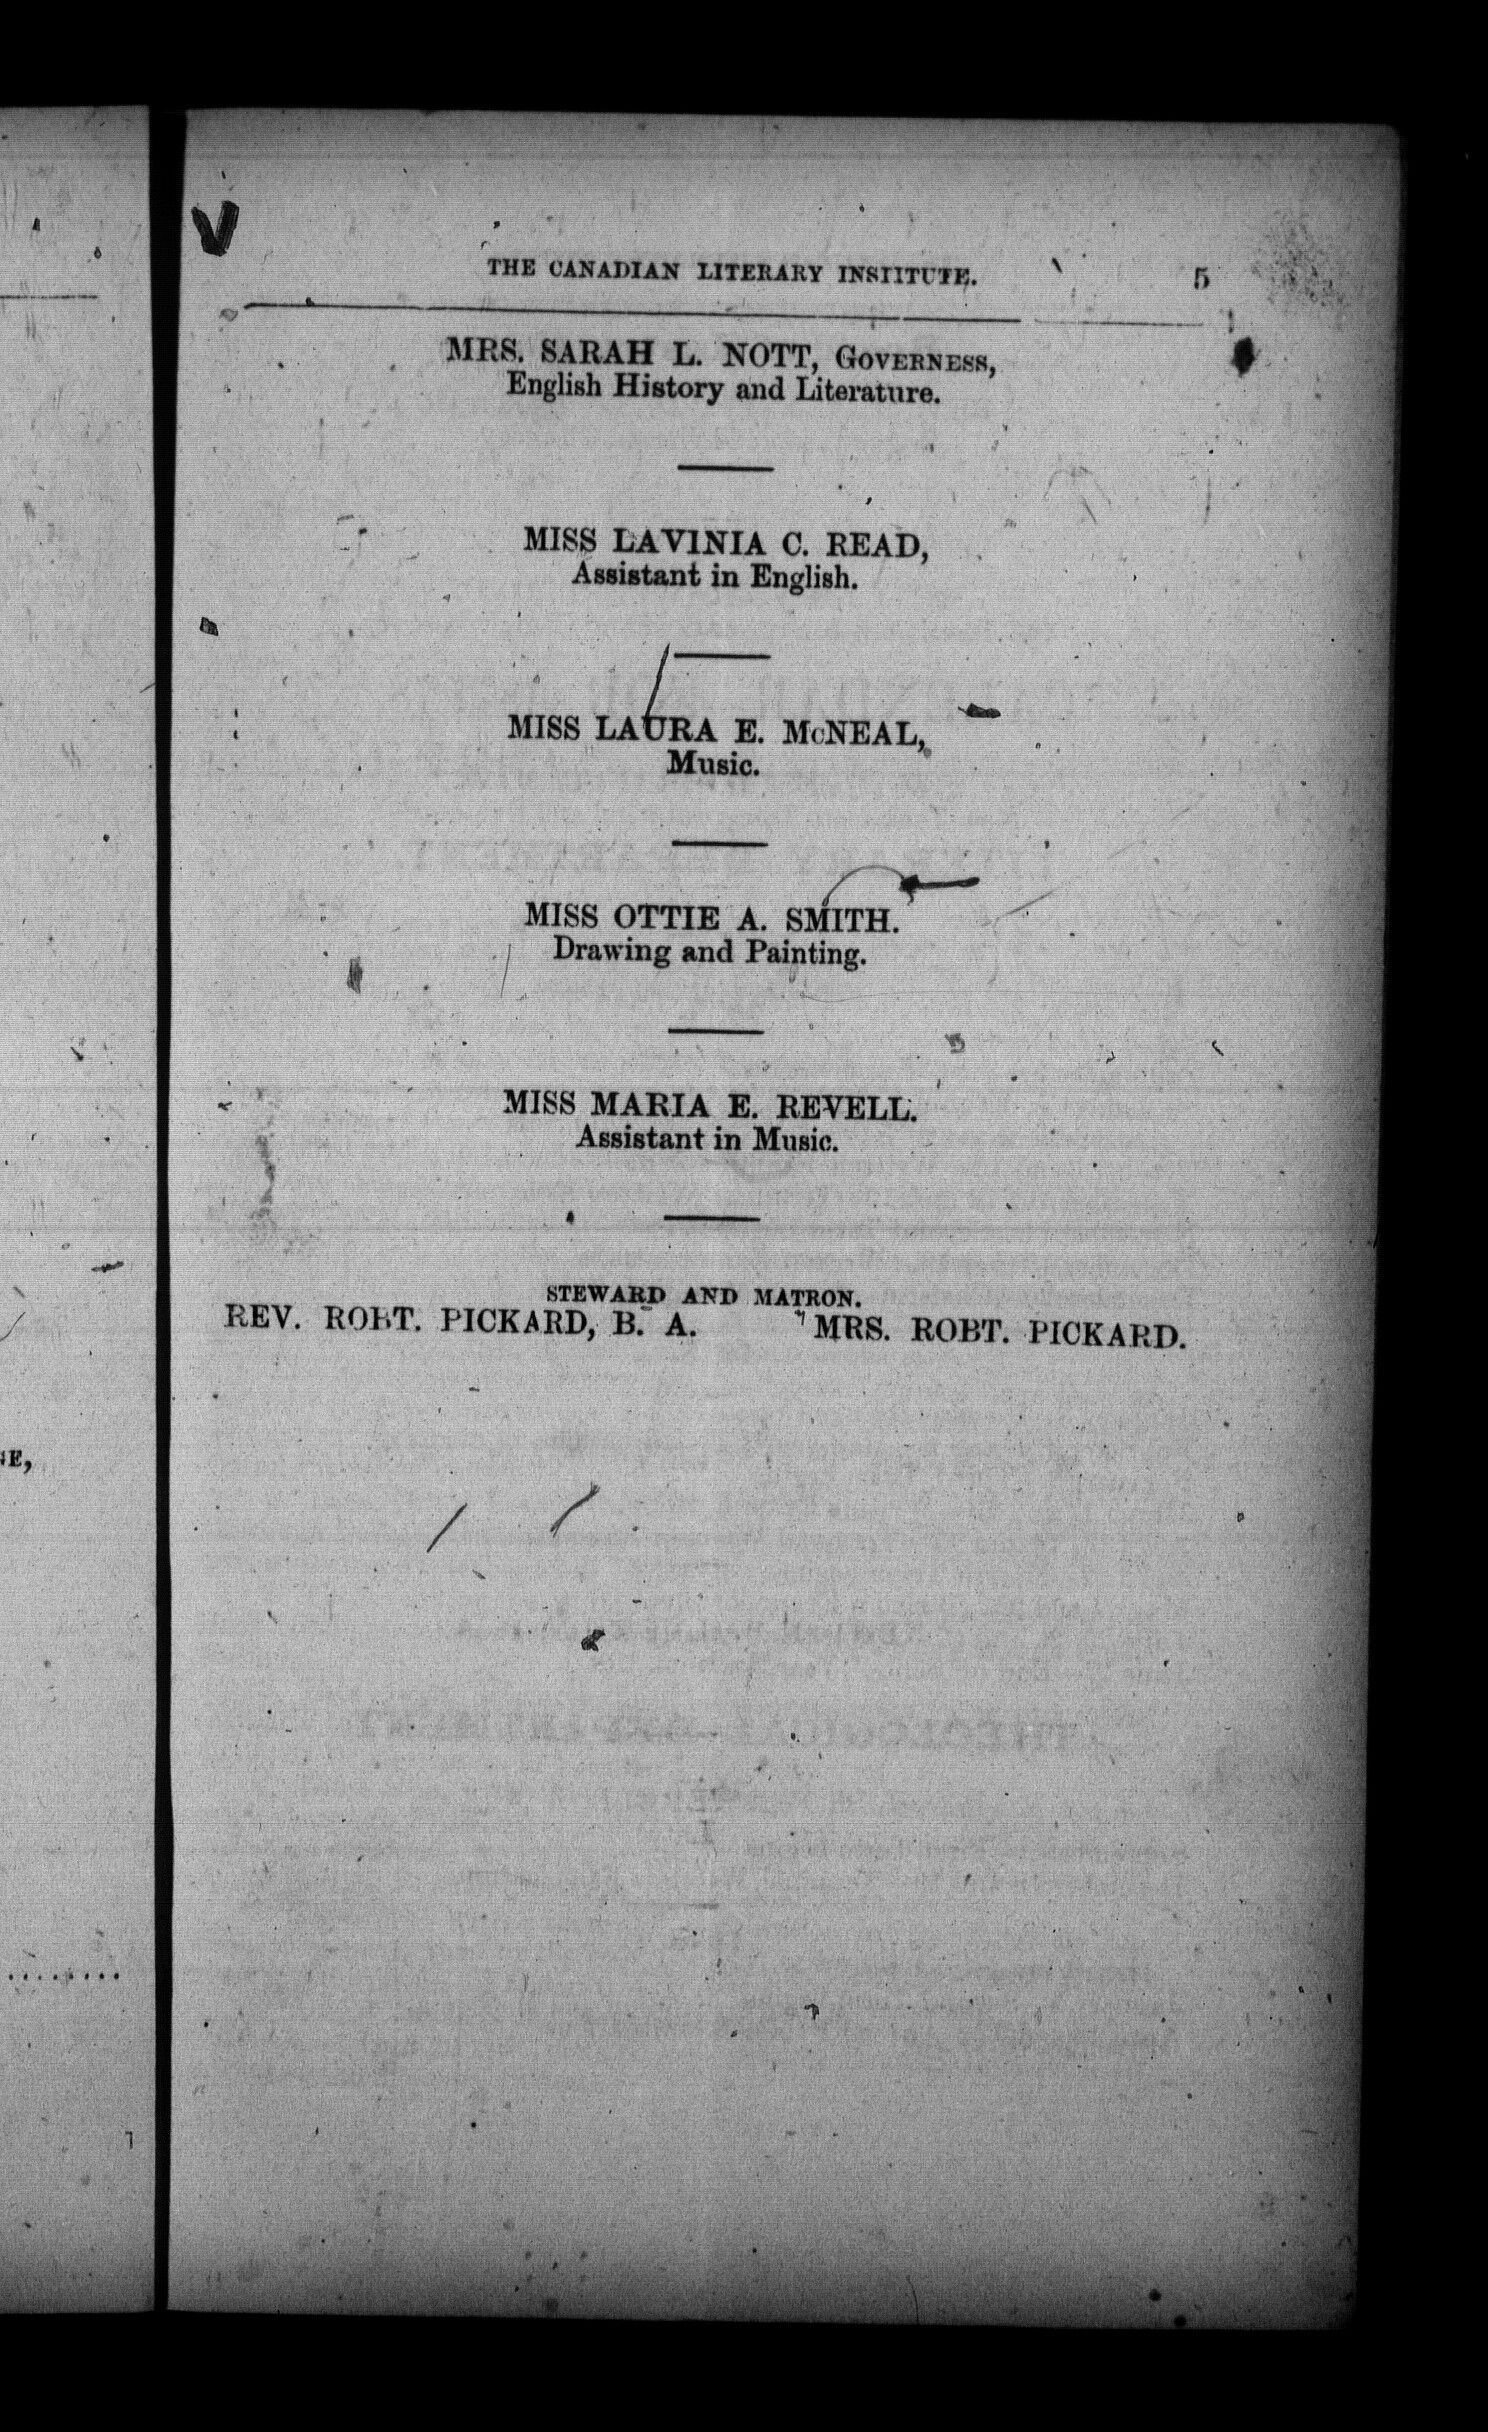 THE CANADIAN LITERARY INSTITUTE. 5
MRS. SARAH L. NOTT, GOVERNESS,
English History and Literature.
MISS LAVINIA C. READ,
Assistant in English.
MISS LAURA E. McNEAL,
Music.
MISS OTTIE A. SMITH.
Drawing and Painting.
MISS MARIA E. REVELL.
Assistant in Music.
STEWARD AND MATRON.
REV. ROBT. PICKARD, B. A. MRS. ROBT. PICKARD.